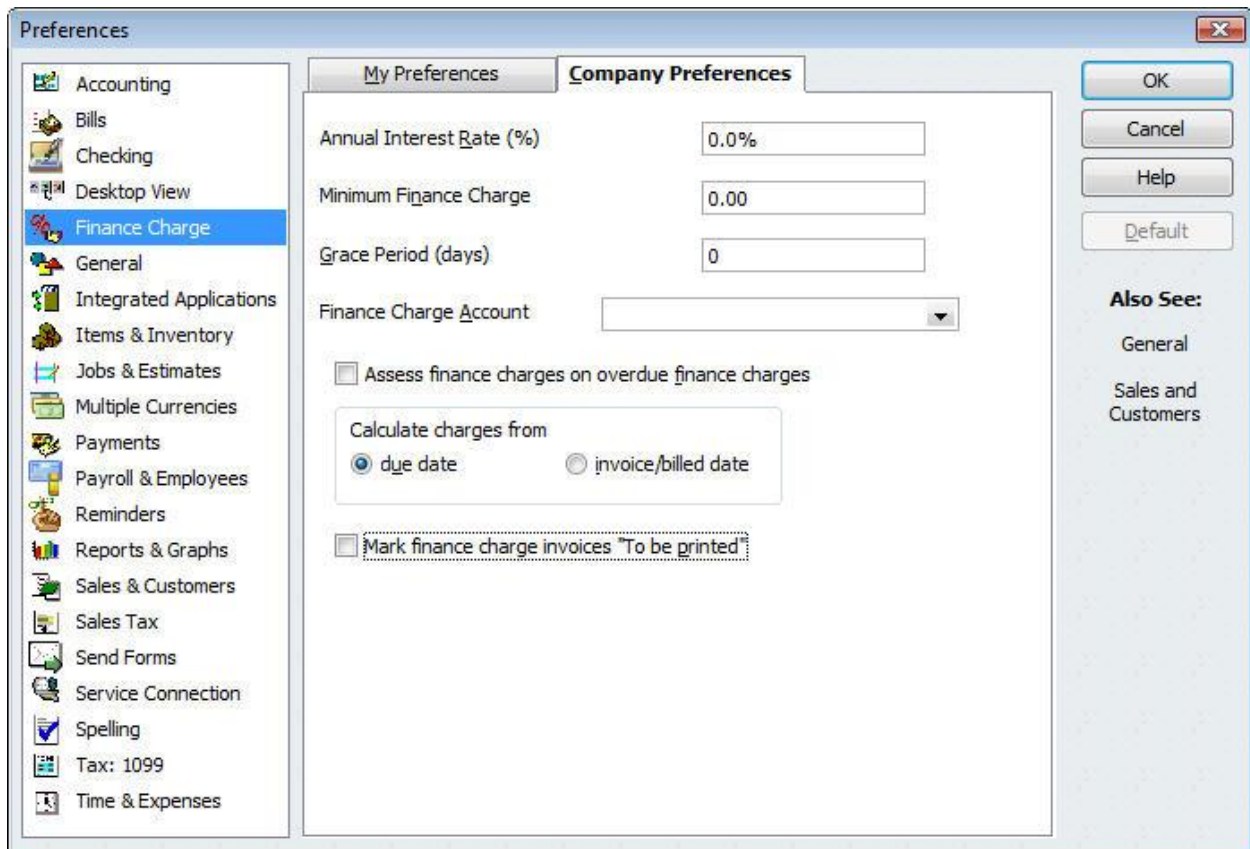 Preferences
Accounting
Bills
Checking
Desktop View
Finance Charge
General
Integrated Applications
Items & Inventory
Jobs & Estimates
Multiple Currencies
Payments
Payroll & Employees
Reminders
Reports & Graphs
Sales & Customers
Sales Tax
Send Forms
Service Connection
Spelling
Tax: 1099
Time & Expenses
My Preferences
Company Preferences
Annual Interest Rate (%)
0.0%
Minimum Finance Charge
0.00
Grace Period (days)
0
Finance Charge Account
Assess finance charges on overdue finance charges
Calculate charges from
due date
invoice/billed date
Mark finance charge invoices "To be printed"
OK
Cancel
Help
Default
Also See:
General
Sales and
Customers